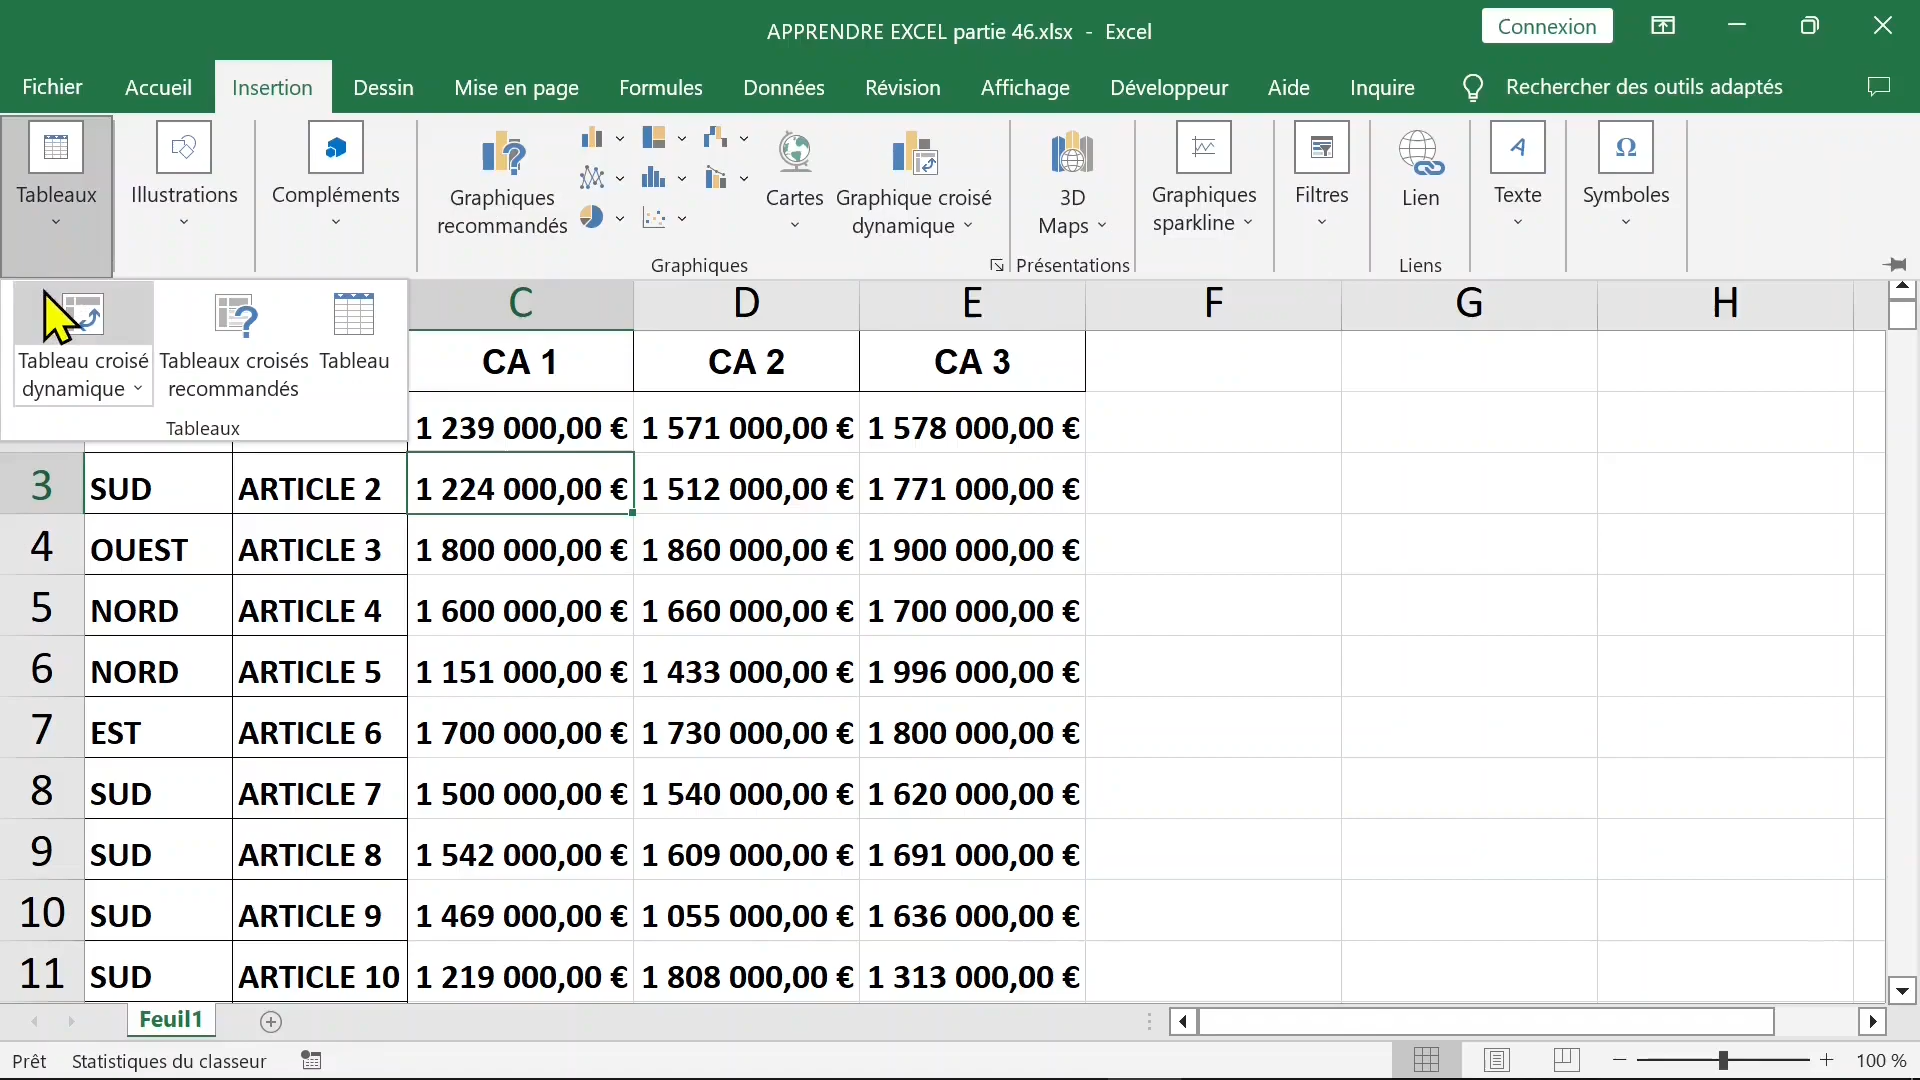 APPRENDRE EXCEL partie 46.xlsx - Excel
Connexion
Fichier Accueil Insertion Dessin Mise en page Formules Données Révision Affichage Développeur Aide Inquire Rechercher des outils adaptés
Tableaux
Illustrations
Compléments
Graphiques
recommandés
Cartes
Graphique croisé
dynamique
Graphiques
3D
Maps
Présentations
Graphiques
sparkline
Filtres
Lien
Liens
Texte
Symboles
Tableau croisé
dynamique
Tableaux croisés
recommandés
Tableau
Tableaux
C D E F G H
CA 1 CA 2 CA 3
1 239 000,00 € 1 571 000,00 € 1 578 000,00 €
3 SUD ARTICLE 2 1 224 000,00 € 1 512 000,00 € 1 771 000,00 €
4 OUEST ARTICLE 3 1 800 000,00 € 1 860 000,00 € 1 900 000,00 €
5 NORD ARTICLE 4 1 600 000,00 € 1 660 000,00 € 1 700 000,00 €
6 NORD ARTICLE 5 1 151 000,00 € 1 433 000,00 € 1 996 000,00 €
7 EST ARTICLE 6 1 700 000,00 € 1 730 000,00 € 1 800 000,00 €
8 SUD ARTICLE 7 1 500 000,00 € 1 540 000,00 € 1 620 000,00 €
9 SUD ARTICLE 8 1 542 000,00 € 1 609 000,00 € 1 691 000,00 €
10 SUD ARTICLE 9 1 469 000,00 € 1 055 000,00 € 1 636 000,00 €
11 SUD ARTICLE 10 1 219 000,00 € 1 808 000,00 € 1 313 000,00 €
Feuil1
Prêt Statistiques du classeur 100 %